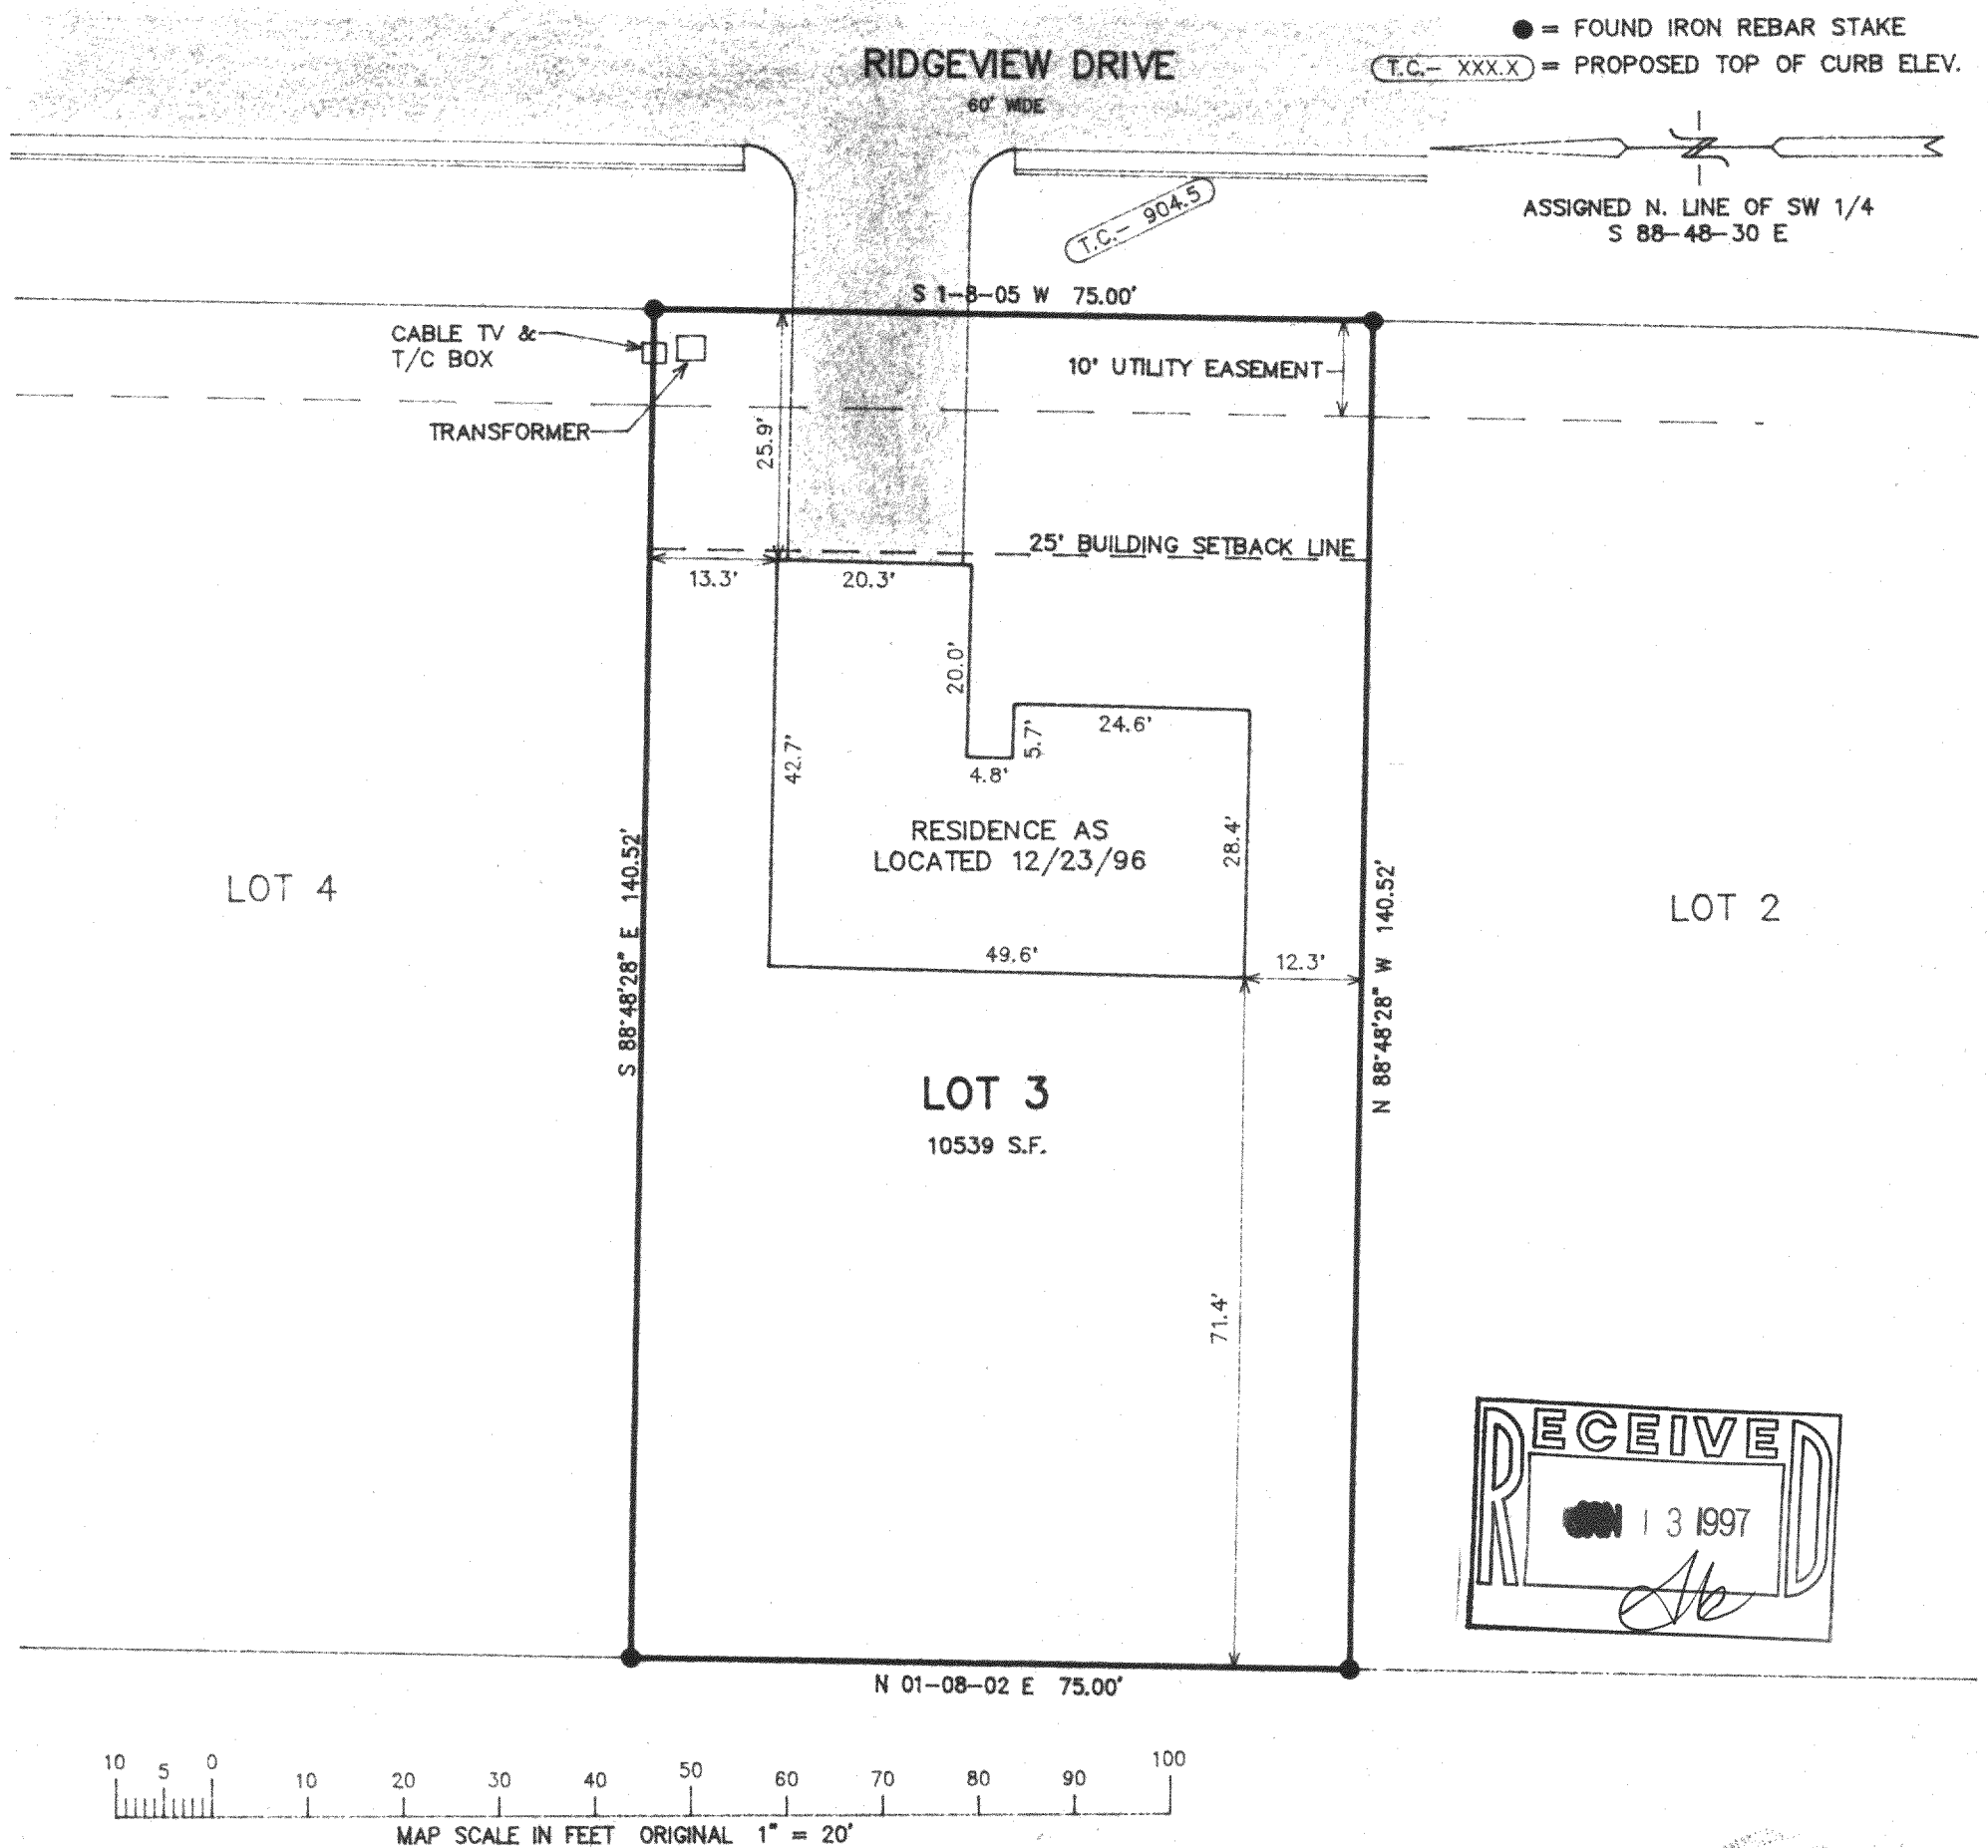 ● = FOUND IRON REBAR STAKE
T.C.- XXX.X = PROPOSED TOP OF CURB ELEV.
RIDGEVIEW DRIVE
60' WIDE
ASSIGNED N. LINE OF SW 1/4
S 88-48-30 E
T.C.- 904.5
S 1-8-05 W 75.00'
CABLE TV &
T/C BOX
10' UTILITY EASEMENT
TRANSFORMER
25.9'
25' BUILDING SETBACK LINE
13.3'
20.3'
20.0'
24.6'
5.7'
4.8'
42.7'
RESIDENCE AS
LOCATED 12/23/96
28.4'
LOT 4
LOT 2
S 88°48'28" E 140.52'
N 88°48'28" W 140.52'
49.6'
12.3'
LOT 3
10539 S.F.
71.4'
RECEIVED
13 1997
N 01-08-02 E 75.00'
10 5 0 10 20 30 40 50 60 70 80 90 100
MAP SCALE IN FEET ORIGINAL 1" = 20'